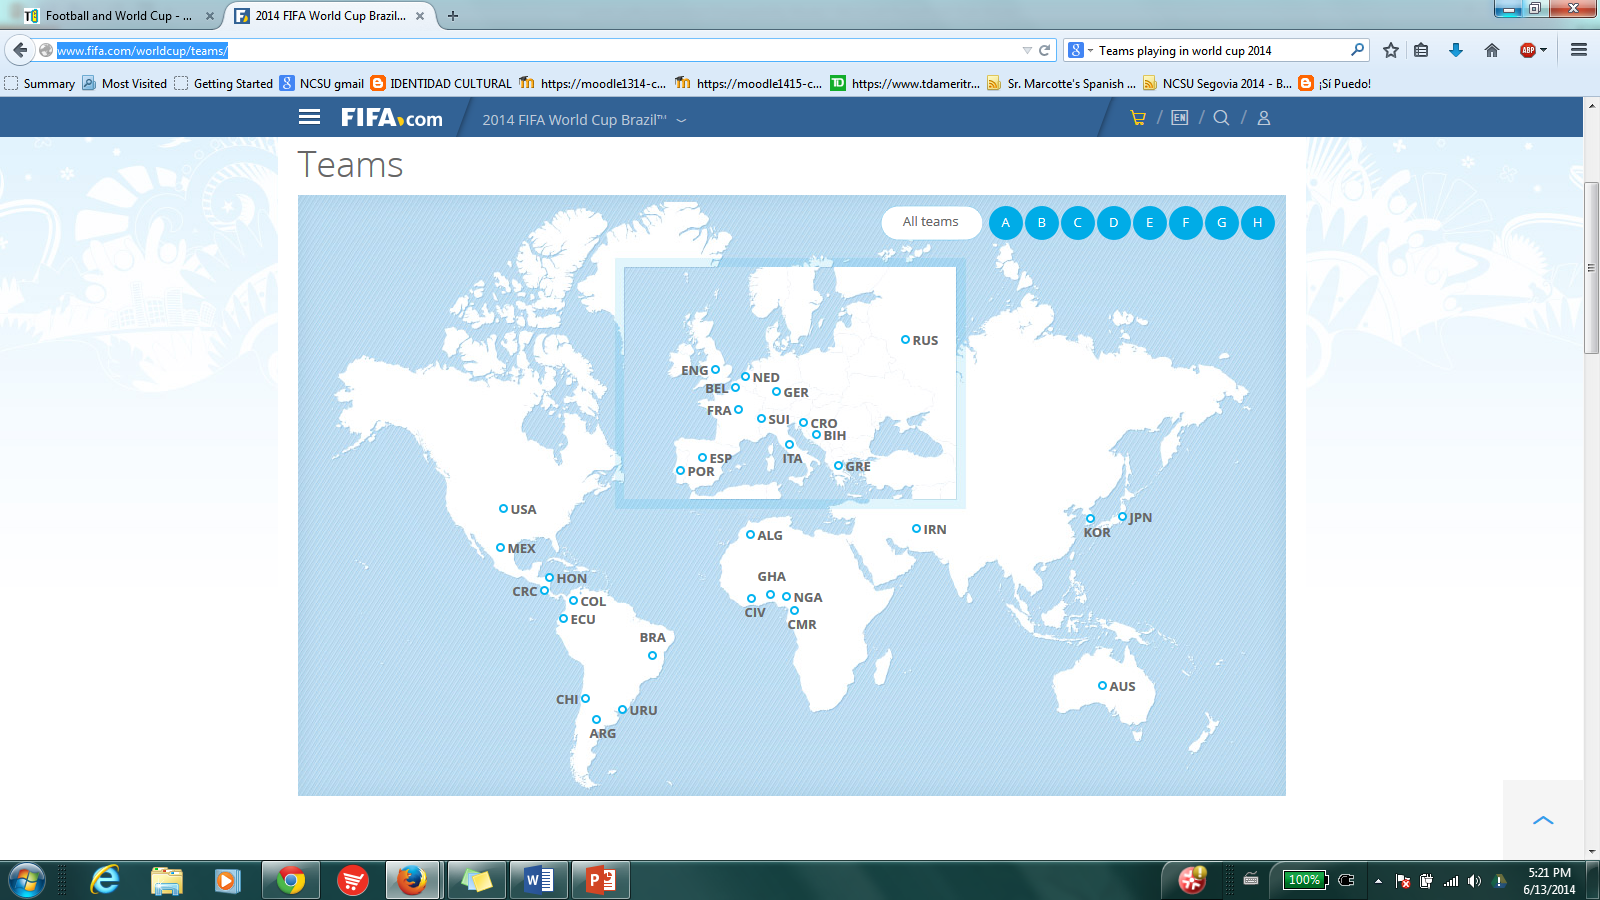 Football and World Cup - ...
2014 FIFA World Cup Brazil...
www.fifa.com/worldcup/teams/
Teams playing in world cup 2014
ABP
Summary
Most Visited
Getting Started
NCSU gmail
IDENTIDAD CULTURAL
https://moodle1314-c...
https://moodle1415-c...
https://www.tdameritr...
Sr. Marcotte's Spanish ...
NCSU Segovia 2014 - B...
¡Sí Puedo!
FIFA.com
2014 FIFA World Cup Brazil™
EN
Teams
All teams
A B C D E F G H
RUS
ENG
NED
BEL
GER
FRA
SUI
CRO
BIH
ESP
ITA
GRE
POR
USA
JPN
IRN
KOR
ALG
MEX
GHA
HON
CRC
NGA
COL
CIV
ECU
CMR
BRA
AUS
CHI
URU
ARG
100%
5:21 PM
6/13/2014